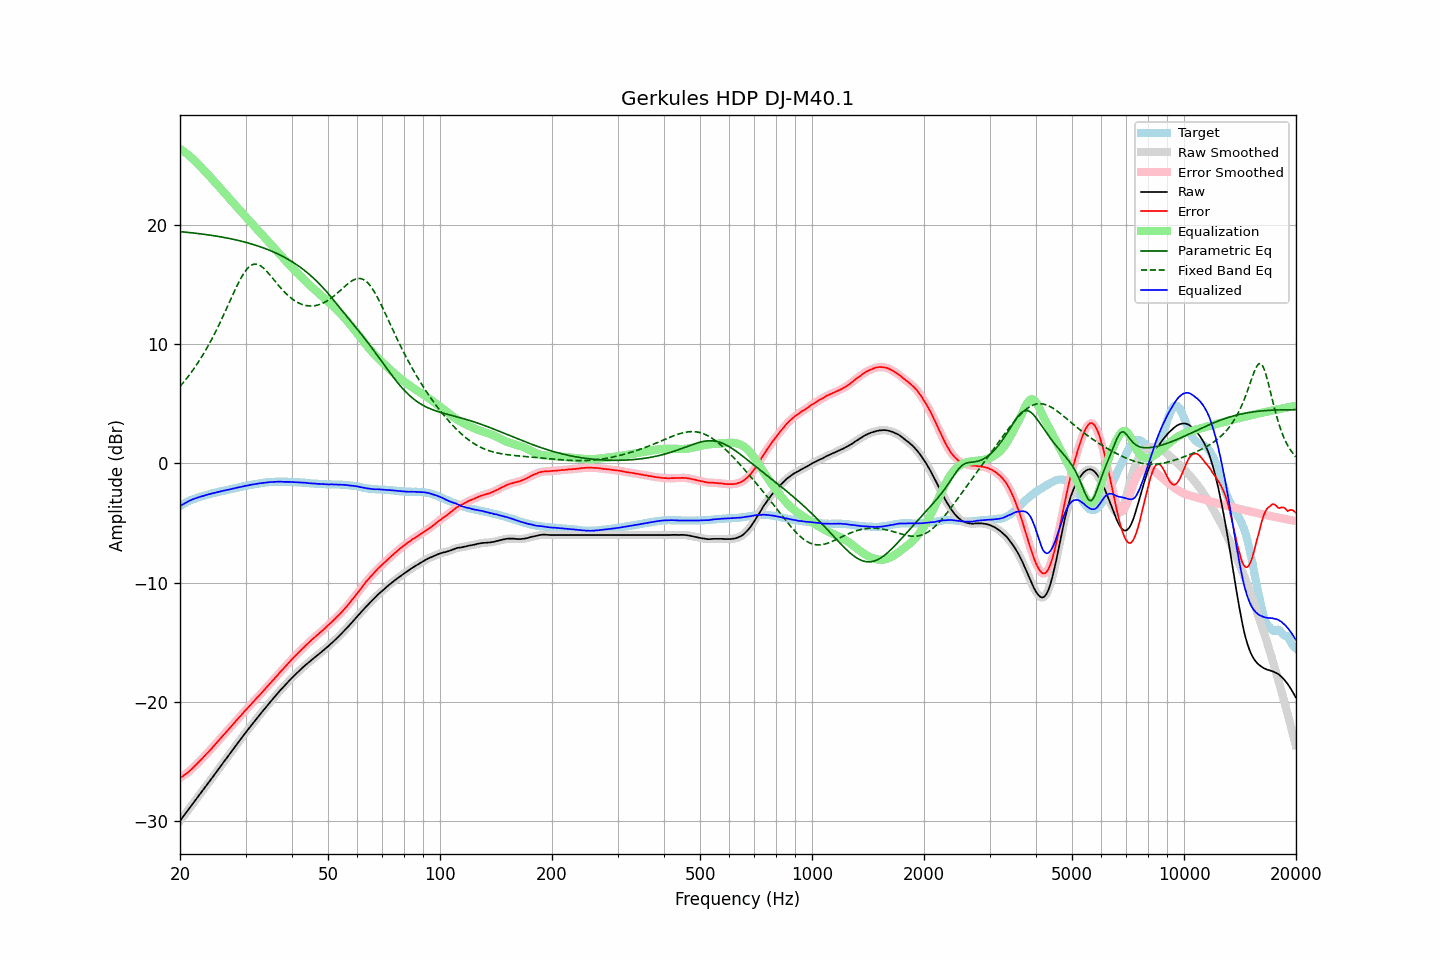 Gerkules HDP DJ-M40.1
Target
Raw Smoothed
Error Smoothed
Raw
Error
Equalization
Parametric Eq
Fixed Band Eq
Equalized
Amplitude (dBr)
20
10
0
−10
−20
−30
20 50 100 200 500 1000 2000 5000 10000 20000
Frequency (Hz)